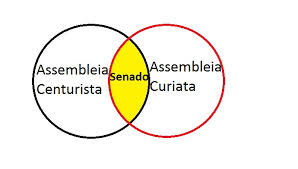 Assembleia
Centurista
Senado
Assembleia
Curiata